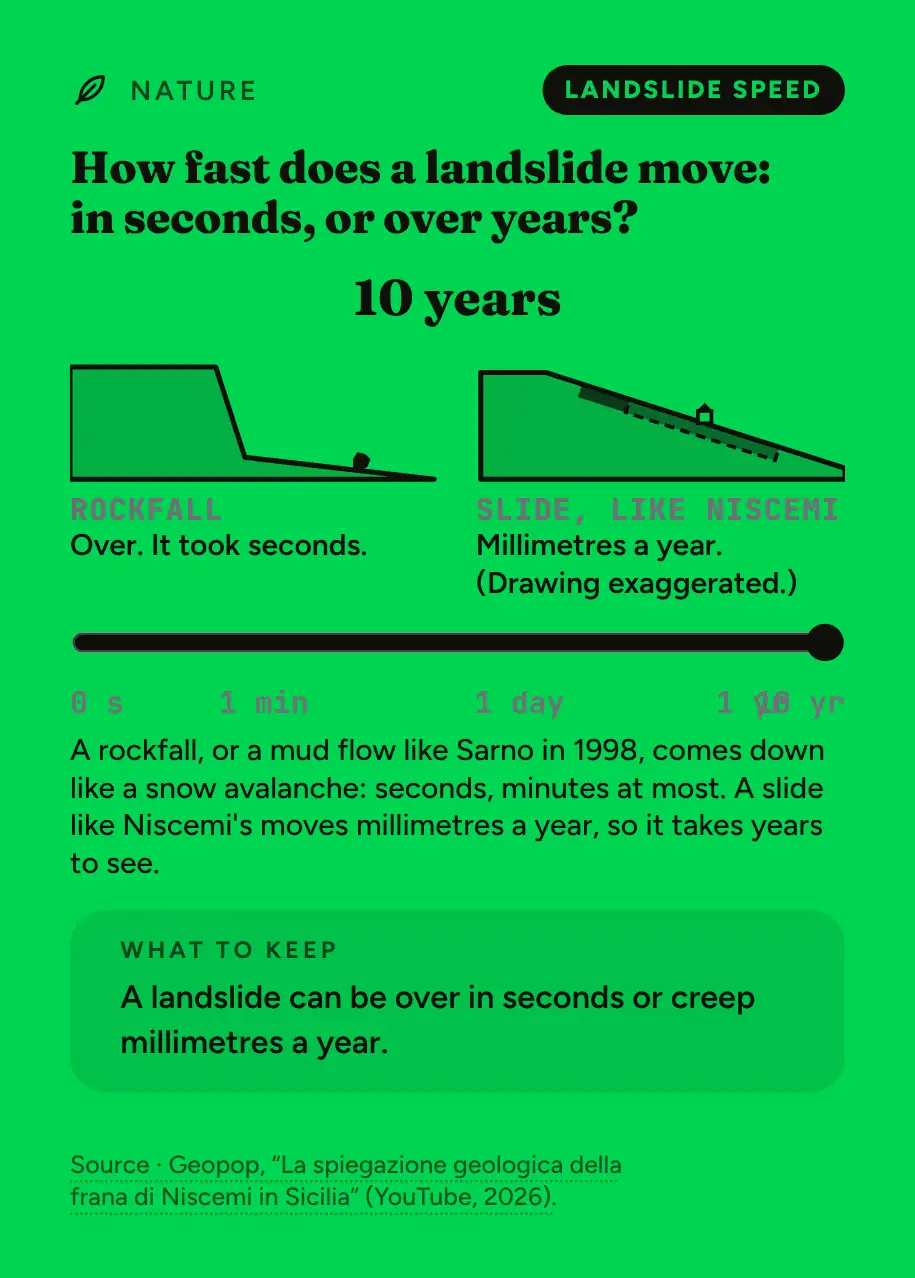 NATURE
LANDSLIDE SPEED
How fast does a landslide move:
in seconds, or over years?
10 years
ROCKFALL
SLIDE, LIKE NISCEMI
Over. It took seconds.
Millimetres a year.
(Drawing exaggerated.)
0 s 1 min 1 day 1 yr 10 yr
A rockfall, or a mud flow like Sarno in 1998, comes down
like a snow avalanche: seconds, minutes at most. A slide
like Niscemi's moves millimetres a year, so it takes years
to see.
WHAT TO KEEP
A landslide can be over in seconds or creep
millimetres a year.
Source · Geopop, “La spiegazione geologica della
frana di Niscemi in Sicilia” (YouTube, 2026).